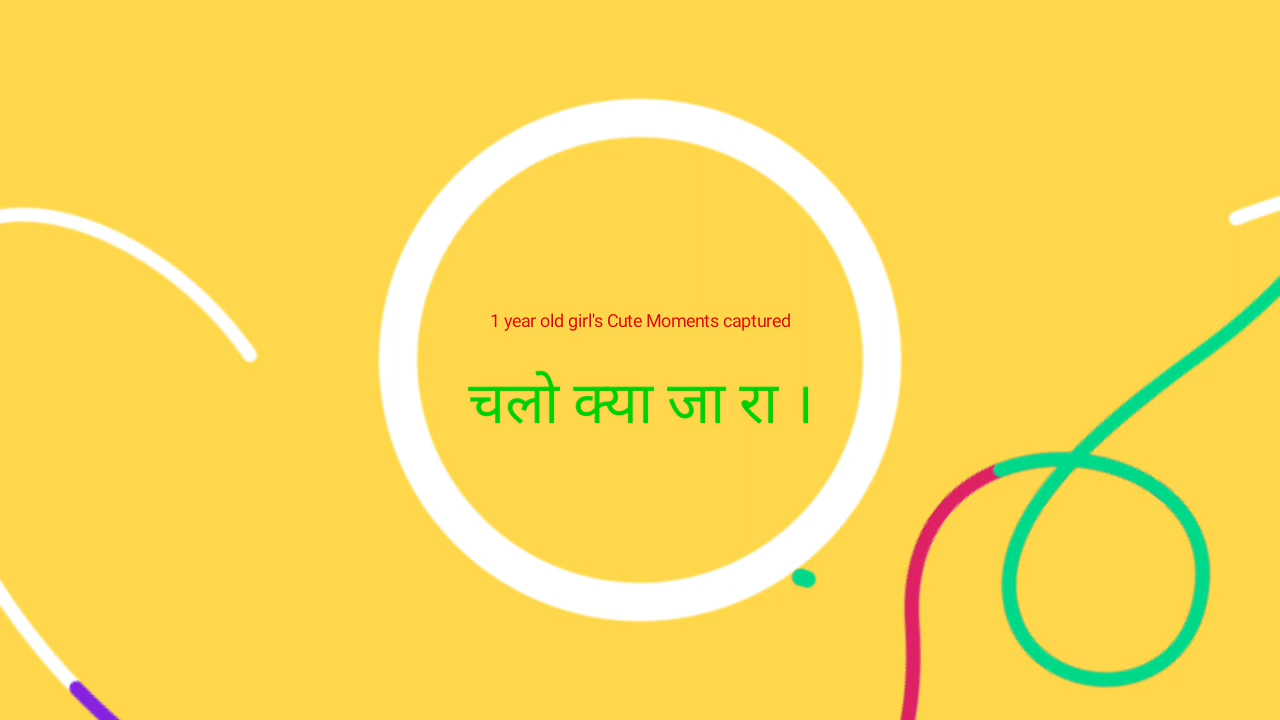 1 year old girl's Cute Moments captured
चलो क्या जा रा ।